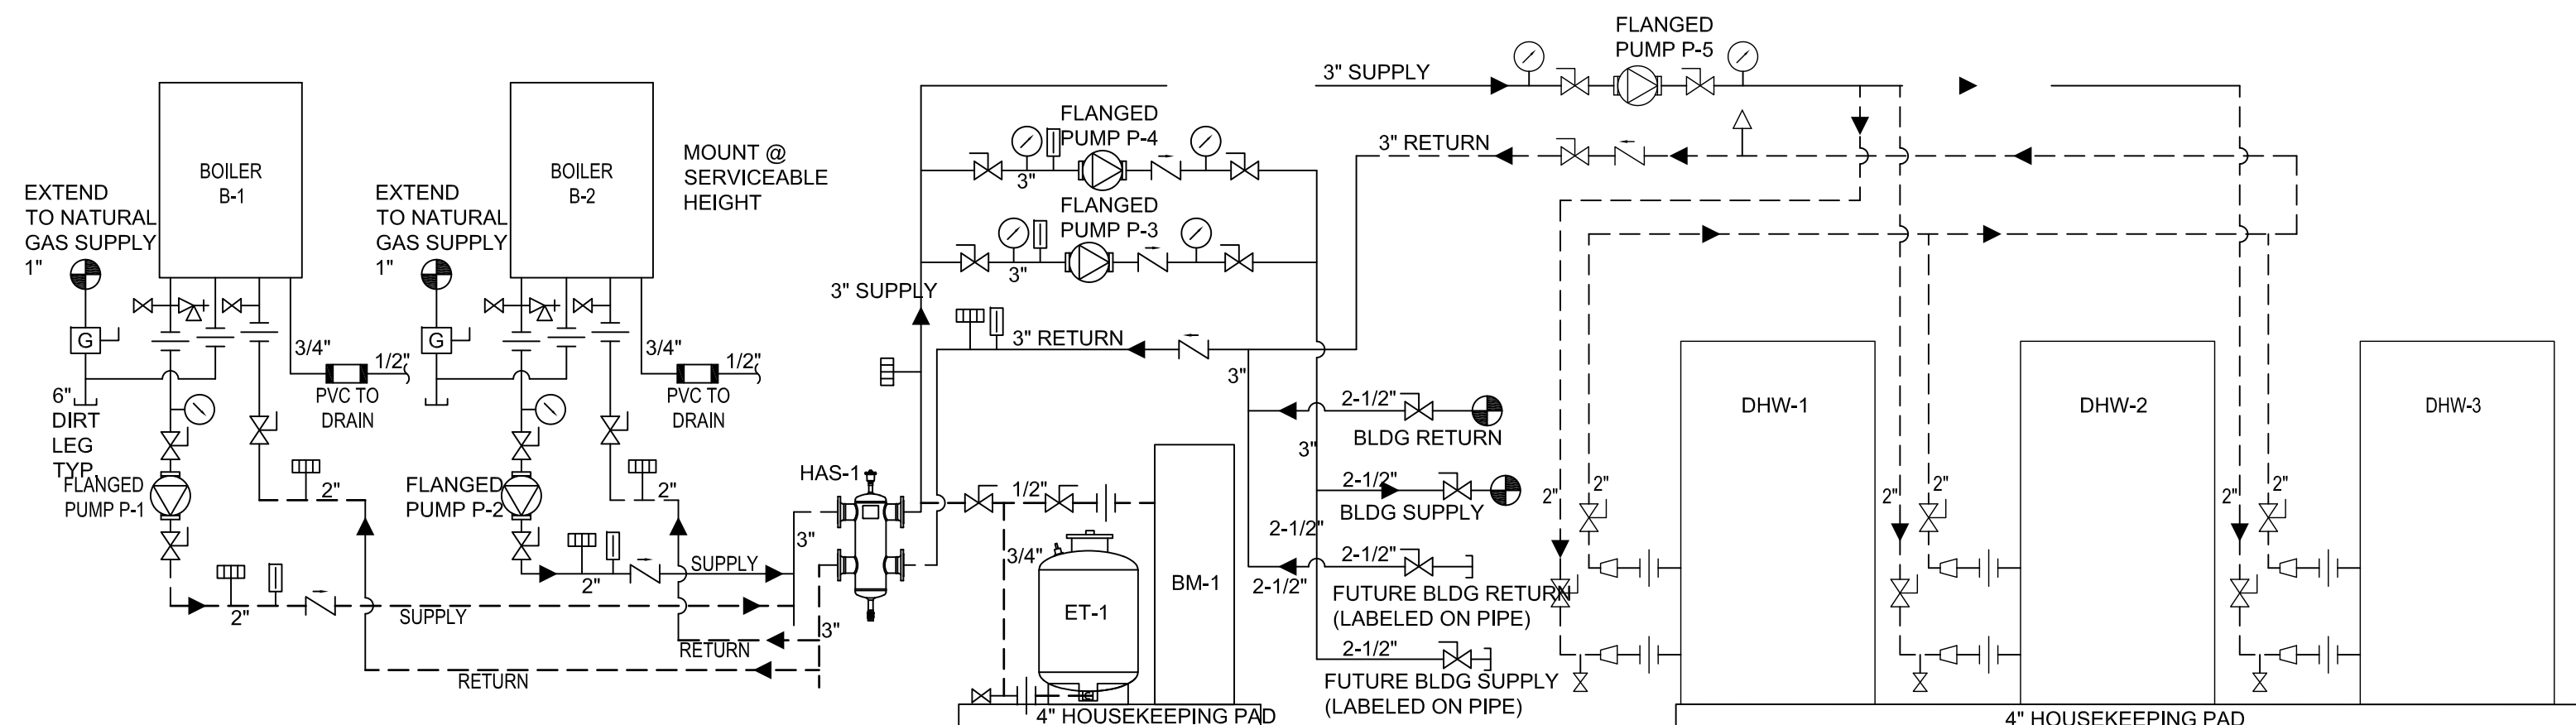 EXTEND
TO NATURAL
GAS SUPPLY
1"
BOILER
B-1
G
3/4"
1/2"
PVC TO
DRAIN
6"
DIRT
LEG
TYP.
FLANGED
PUMP P-1
2"
2"
SUPPLY
RETURN
EXTEND
TO NATURAL
GAS SUPPLY
1"
BOILER
B-2
G
3/4"
1/2"
PVC TO
DRAIN
MOUNT @
SERVICEABLE
HEIGHT
FLANGED
PUMP P-2
2"
2"
SUPPLY
RETURN
3"
3"
HAS-1
3" SUPPLY
FLANGED
PUMP P-4
3"
FLANGED
PUMP P-3
3"
3" RETURN
3"
1/2"
3/4"
ET-1
BM-1
4" HOUSEKEEPING PAD
2-1/2"
BLDG RETURN
3"
2-1/2"
BLDG SUPPLY
2-1/2"
2-1/2"
2-1/2"
FUTURE BLDG RETURN
(LABELED ON PIPE)
2-1/2"
FUTURE BLDG SUPPLY
(LABELED ON PIPE)
3" SUPPLY
FLANGED
PUMP P-5
3" RETURN
2"
2"
DHW-1
2"
2"
DHW-2
2"
2"
DHW-3
4" HOUSEKEEPING PAD